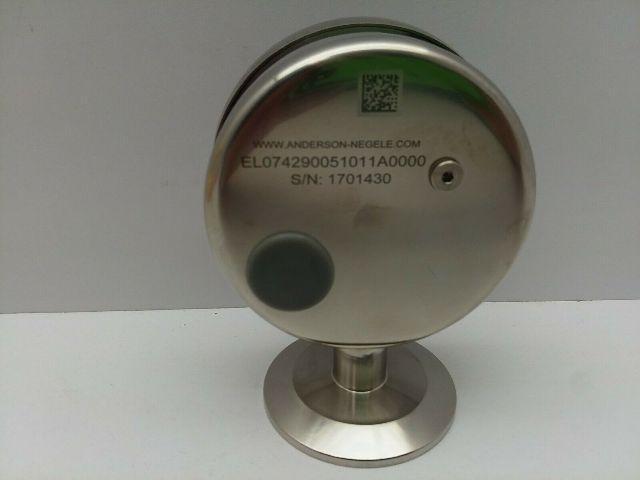 WWW.ANDERSON-NEGELE.COM
EL074290051011A0000
S/N: 1701430